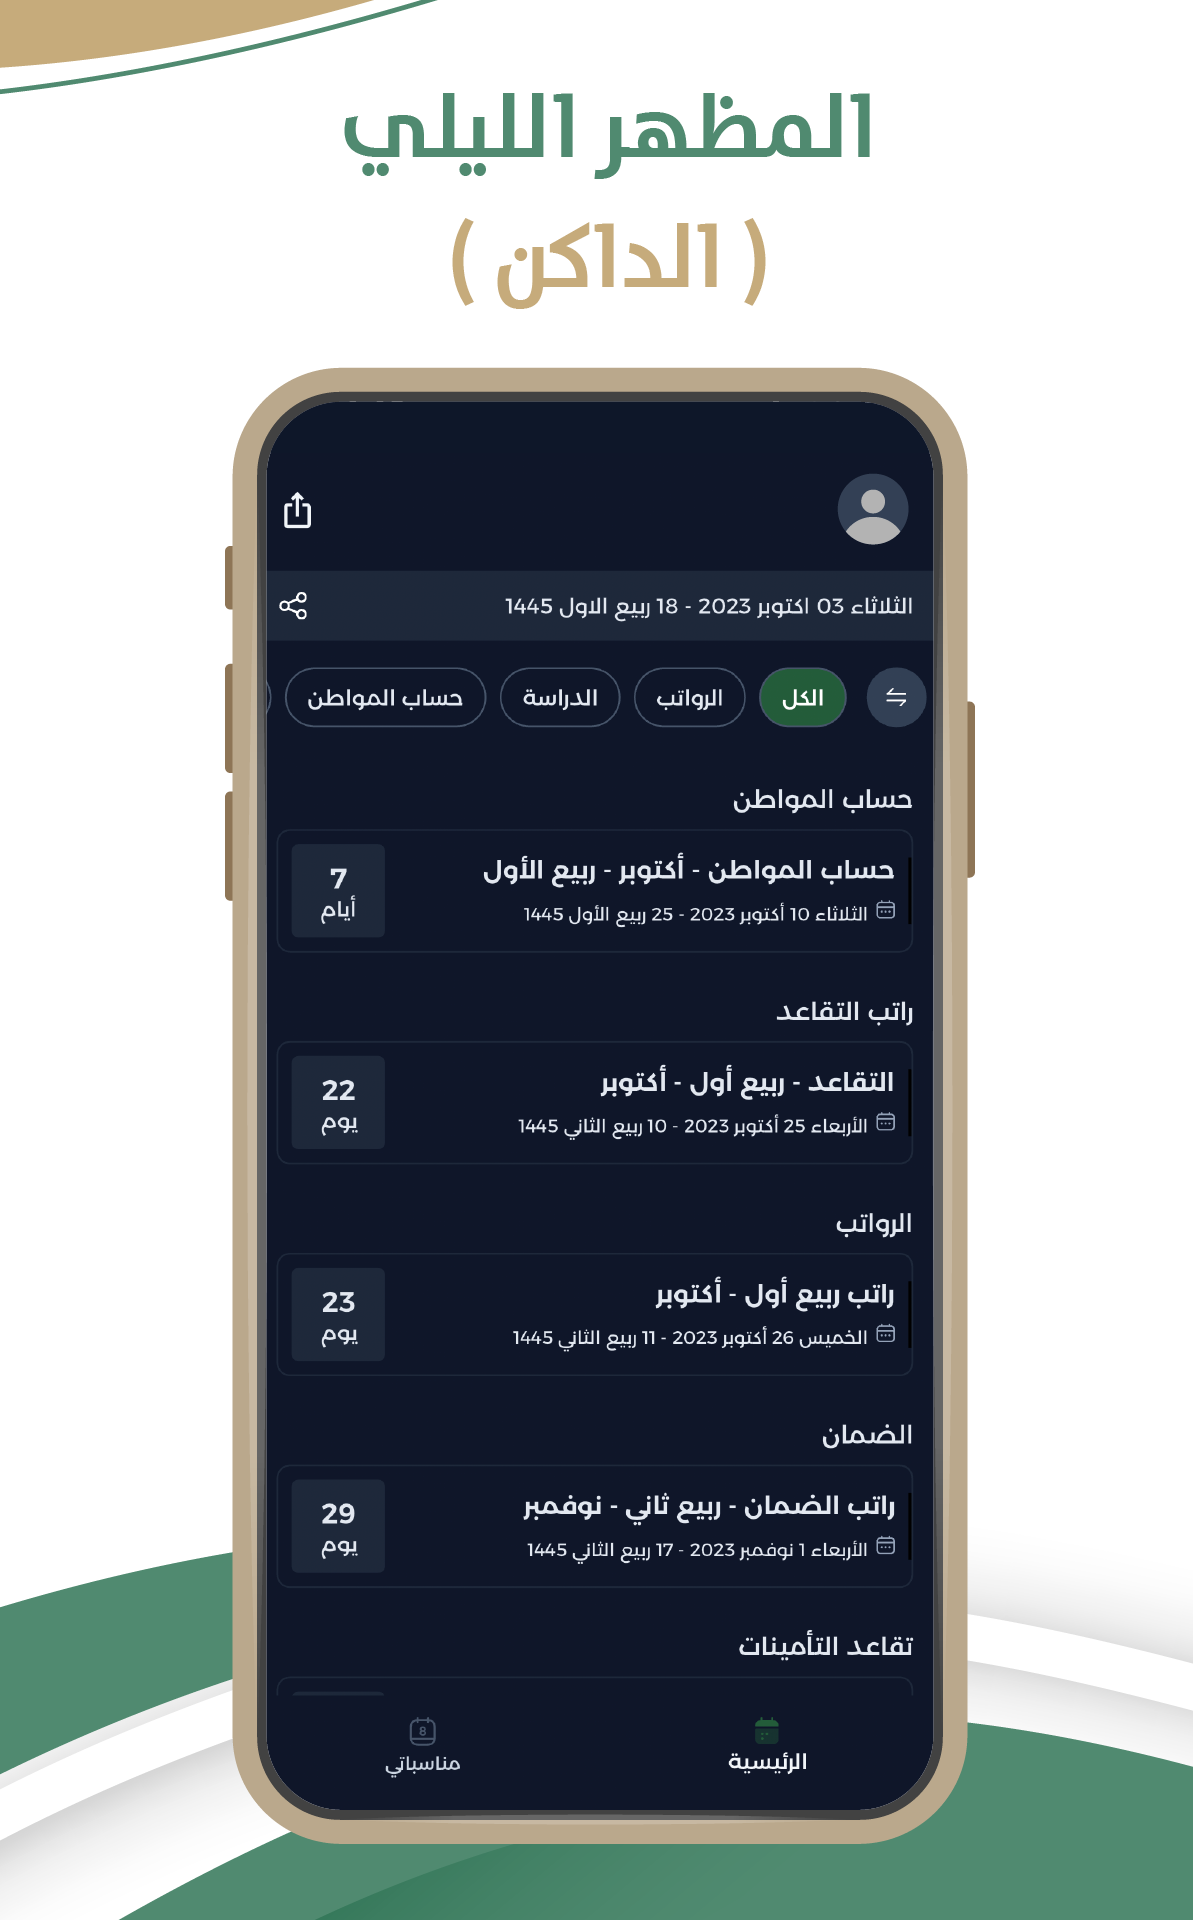 المظهر الليلي
( الداكن )
الثلاثاء 03 اكتوبر 2023 - 18 ربيع الاول 1445
الكل
الرواتب
الدراسة
حساب المواطن
حساب المواطن
حساب المواطن - أكتوبر - ربيع الأول
الثلاثاء 10 أكتوبر 2023 - 25 ربيع الأول 1445
7
أيام
راتب التقاعد
التقاعد - ربيع أول - أكتوبر
الأربعاء 25 أكتوبر 2023 - 10 ربيع الثاني 1445
22
يوم
الرواتب
راتب ربيع أول - أكتوبر
الخميس 26 أكتوبر 2023 - 11 ربيع الثاني 1445
23
يوم
الضمان
راتب الضمان - ربيع ثاني - نوفمبر
الأربعاء 1 نوفمبر 2023 - 17 ربيع الثاني 1445
29
يوم
تقاعد التأمينات
الرئيسية
8
مناسباتي